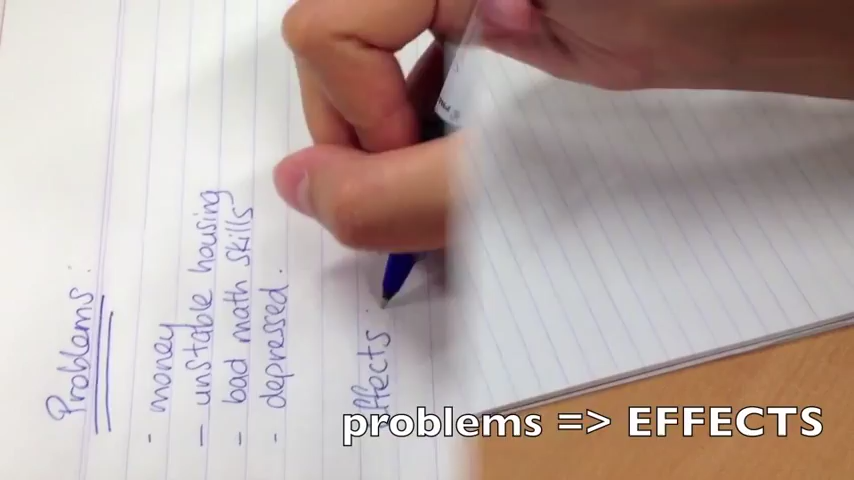 Problems:
- money
- unstable housing
- bad math skills
- depressed.
effects:
problems => EFFECTS